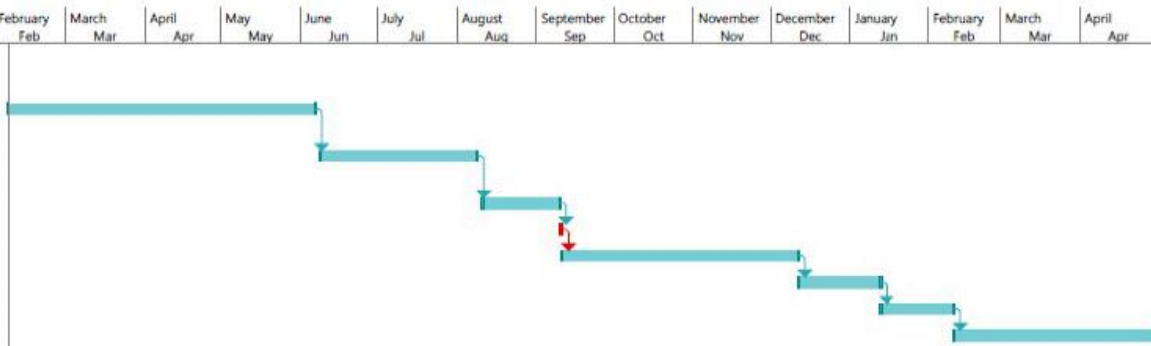 February March April May June July August September October November December January February March April
Feb Mar Apr May Jun Jul Aug Sep Oct Nov Dec Jan Feb Mar Apr